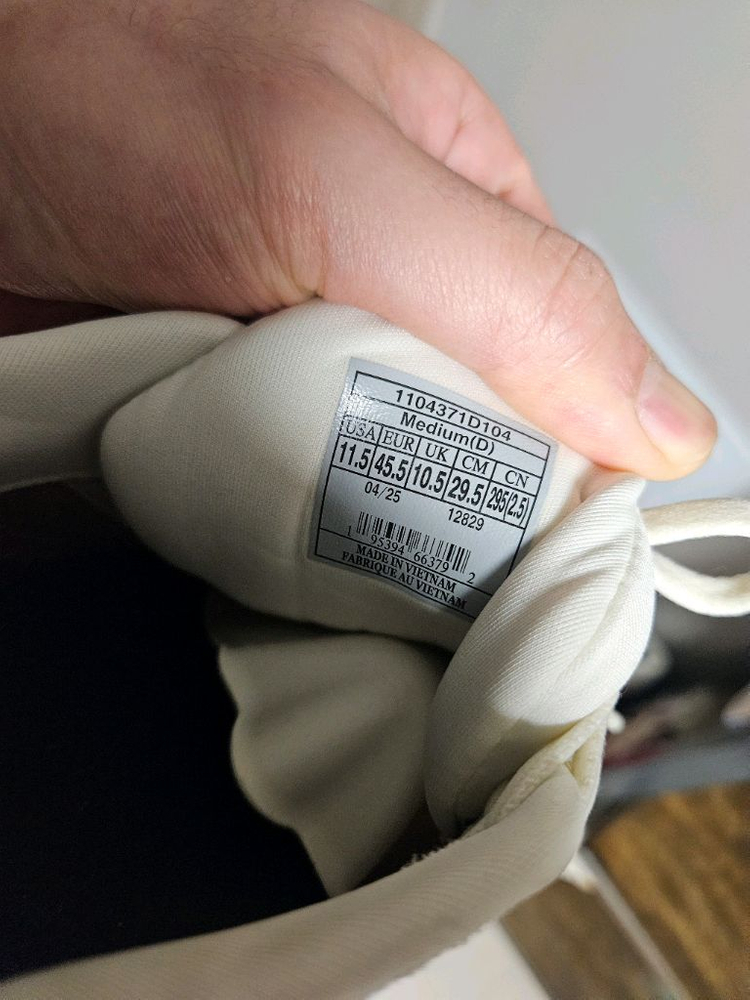 1104371D104
Medium(D)
USA EUR UK CM CN
11.5 45.5 10.5 29.5 295(2.5)
04/25 12829
1 95394 66379 2
MADE IN VIETNAM
FABRIQUE AU VIETNAM